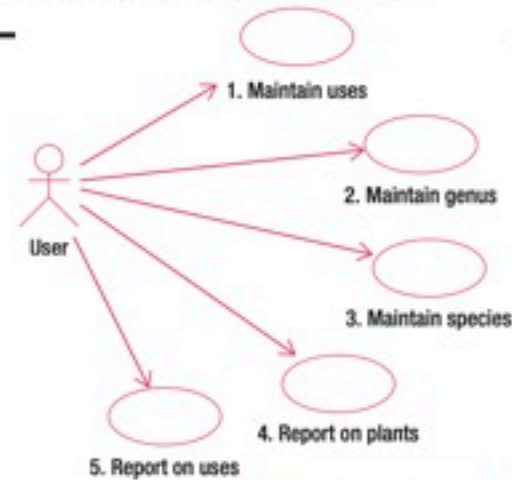 1. Maintain uses
2. Maintain genus
User
3. Maintain species
4. Report on plants
5. Report on uses